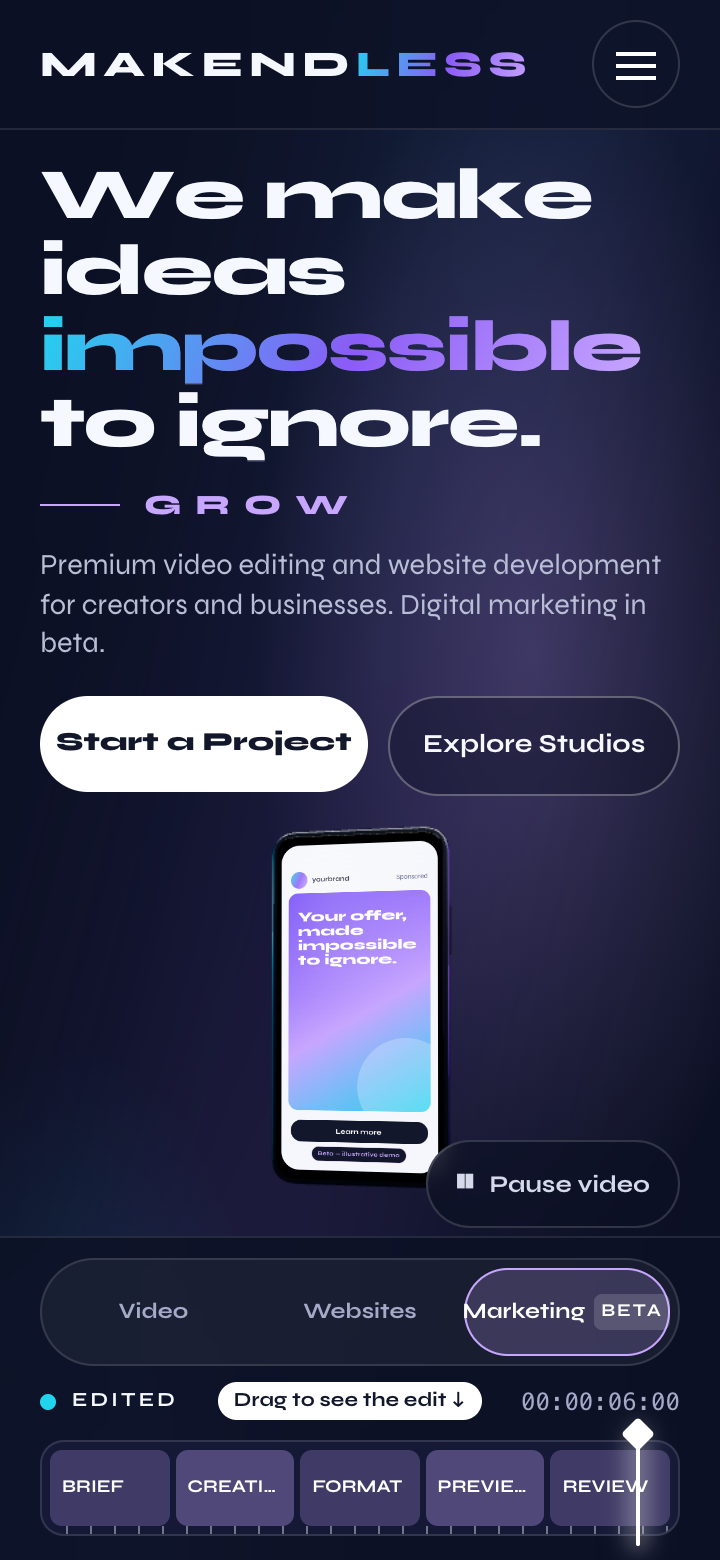 MAKENDLESS
We make
ideas
impossible
to ignore.
GROW
Premium video editing and website development
for creators and businesses. Digital marketing in
beta.
Start a Project
Explore Studios
yourbrand
Sponsored
Your offer,
made
impossible
to ignore.
Learn more
Beta – illustrative demo
Pause video
Video
Websites
Marketing BETA
EDITED
Drag to see the edit ↓
00:00:06:00
BRIEF
CREATI...
FORMAT
PREVIE...
REVIEW